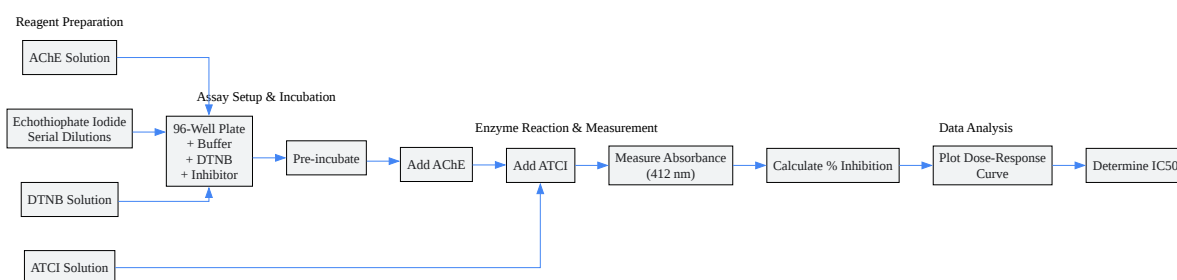 Reagent Preparation
AChE Solution
Assay Setup & Incubation
Echothiophate Iodide
Serial Dilutions
96-Well Plate
+ Buffer
+ DTNB
+ Inhibitor
Pre-incubate
DTNB Solution
ATCI Solution
Enzyme Reaction & Measurement
Add AChE
Add ATCI
Measure Absorbance
(412 nm)
Data Analysis
Calculate % Inhibition
Plot Dose-Response
Curve
Determine IC50